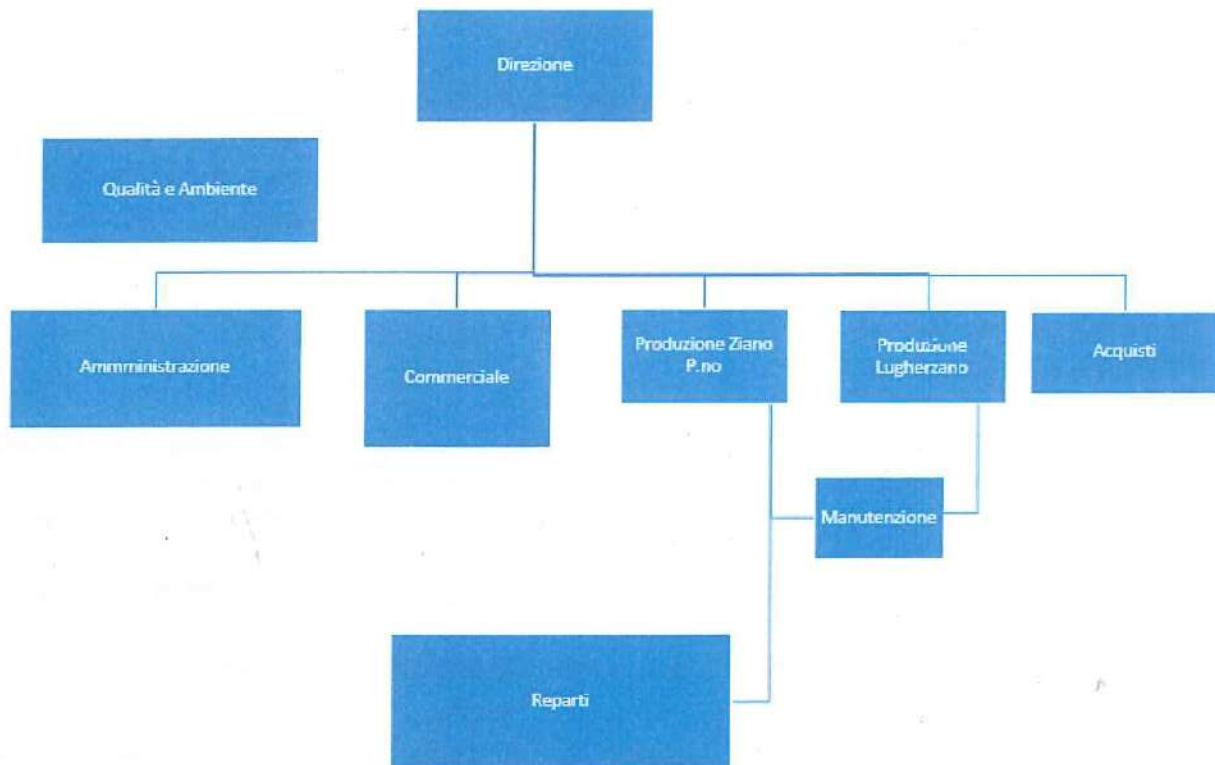 Direzione
Qualità e Ambiente
Ammministrazione
Commerciale
Produzione Ziano
P.no
Produzione
Lugherzano
Acquisti
Manutenzione
Reparti